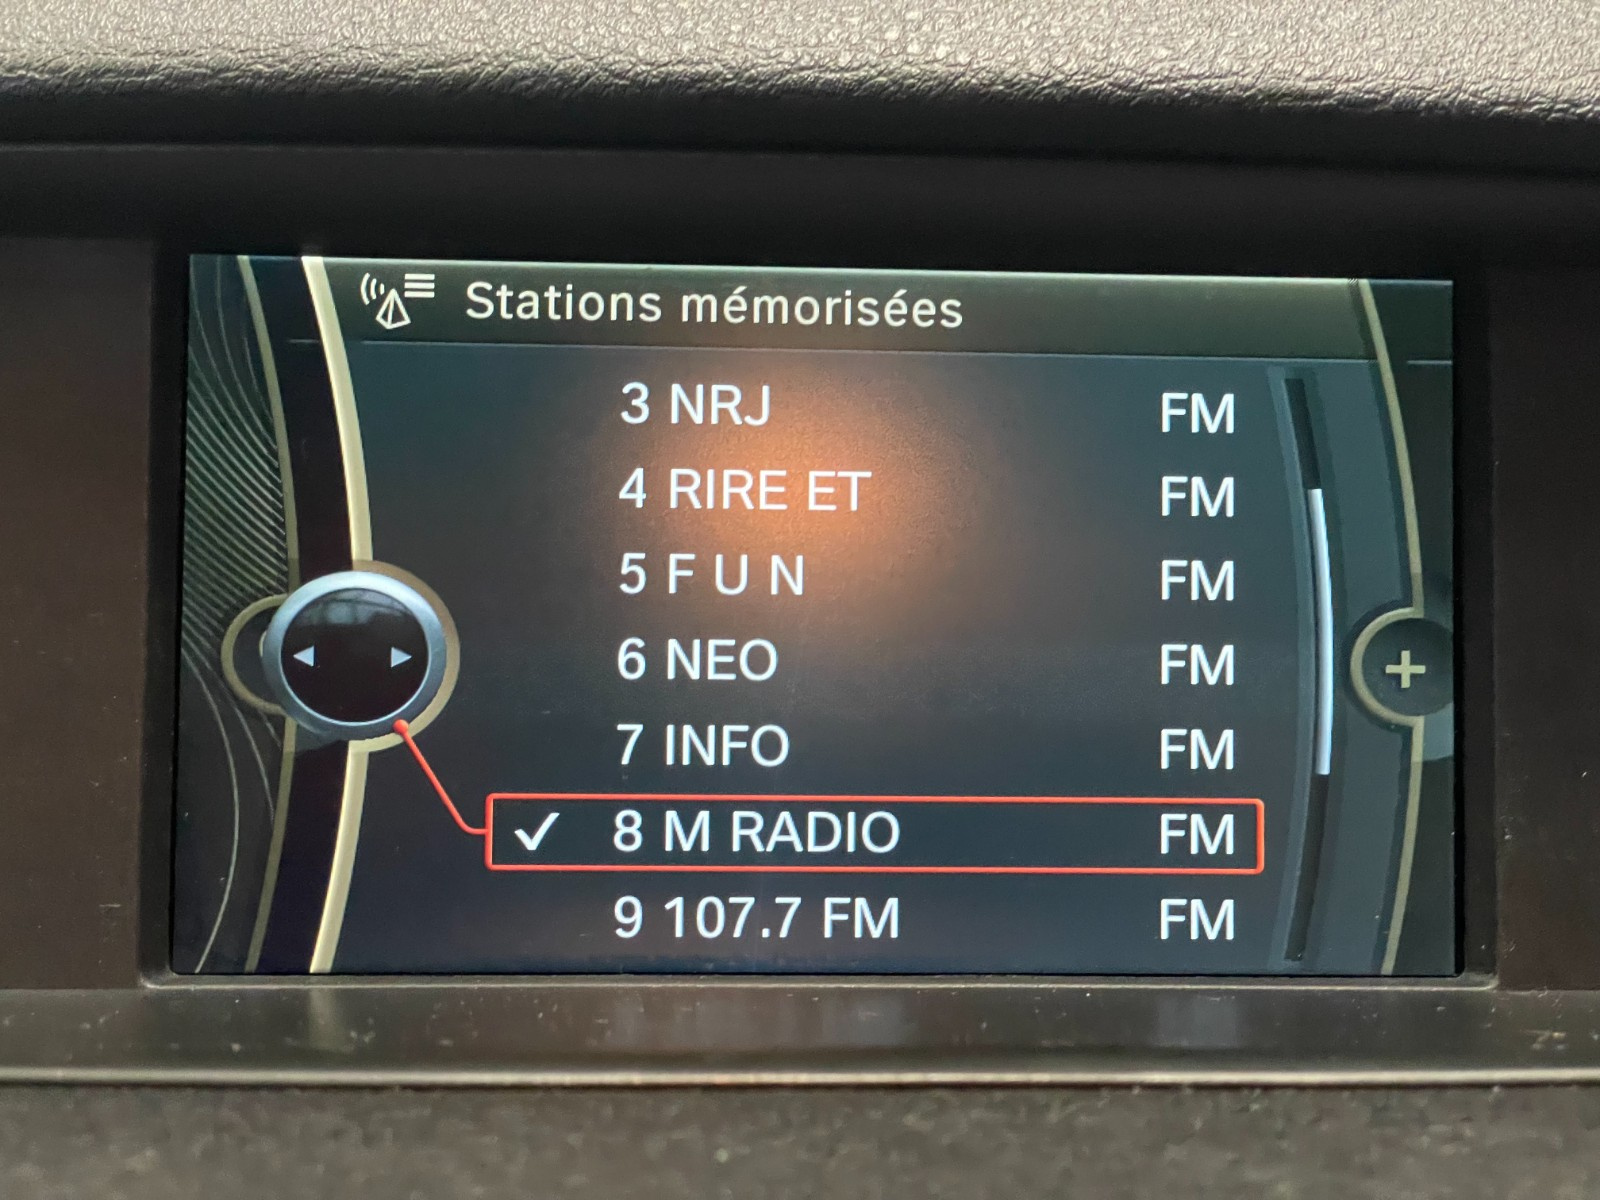 Stations mémorisées
3 NRJ FM
4 RIRE ET FM
5 F U N FM
6 NEO FM
7 INFO FM
✓ 8 M RADIO FM
9 107.7 FM FM